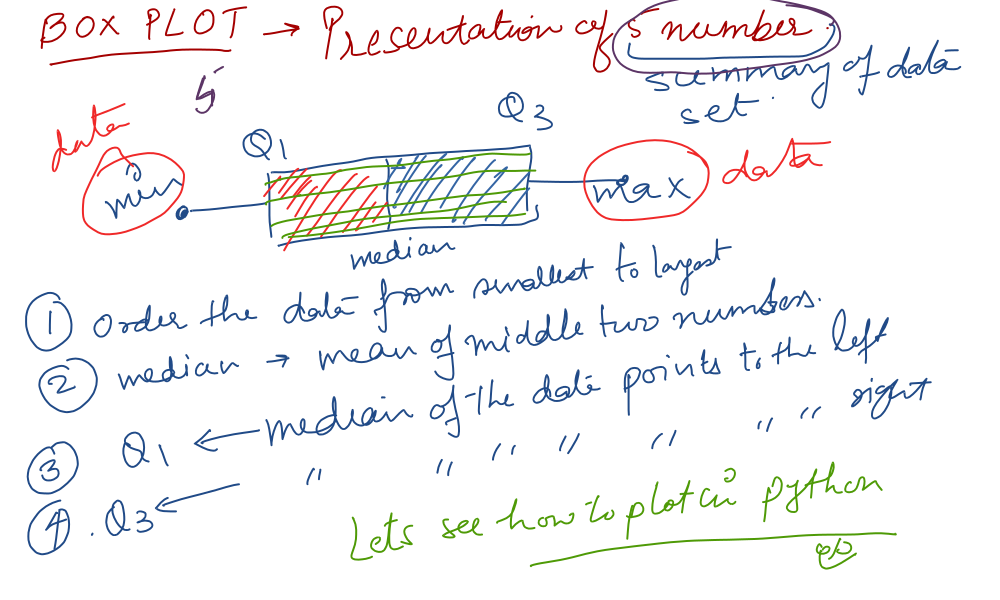 BOX PLOT → Presentation of 5 number
summary of data
set.
5
data
Q1
Q3
min
max
data
median
1 Order the data from smallest to largest
2 median → mean of middle two numbers.
3 Q1 ← median of the data points to the left
4. Q3 ← " " " " " " " right
Lets see how to plot in python